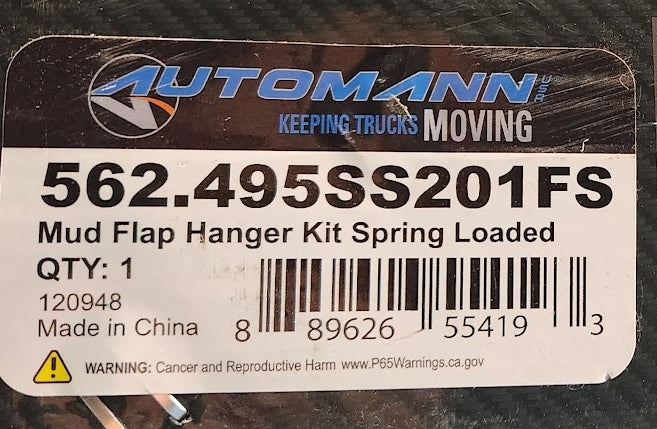 AUTOMANN USA
KEEPING TRUCKS MOVING
562.495SS201FS
Mud Flap Hanger Kit Spring Loaded
QTY: 1
120948
Made in China
8 89626 55419 3
WARNING: Cancer and Reproductive Harm www.P65Warnings.ca.gov